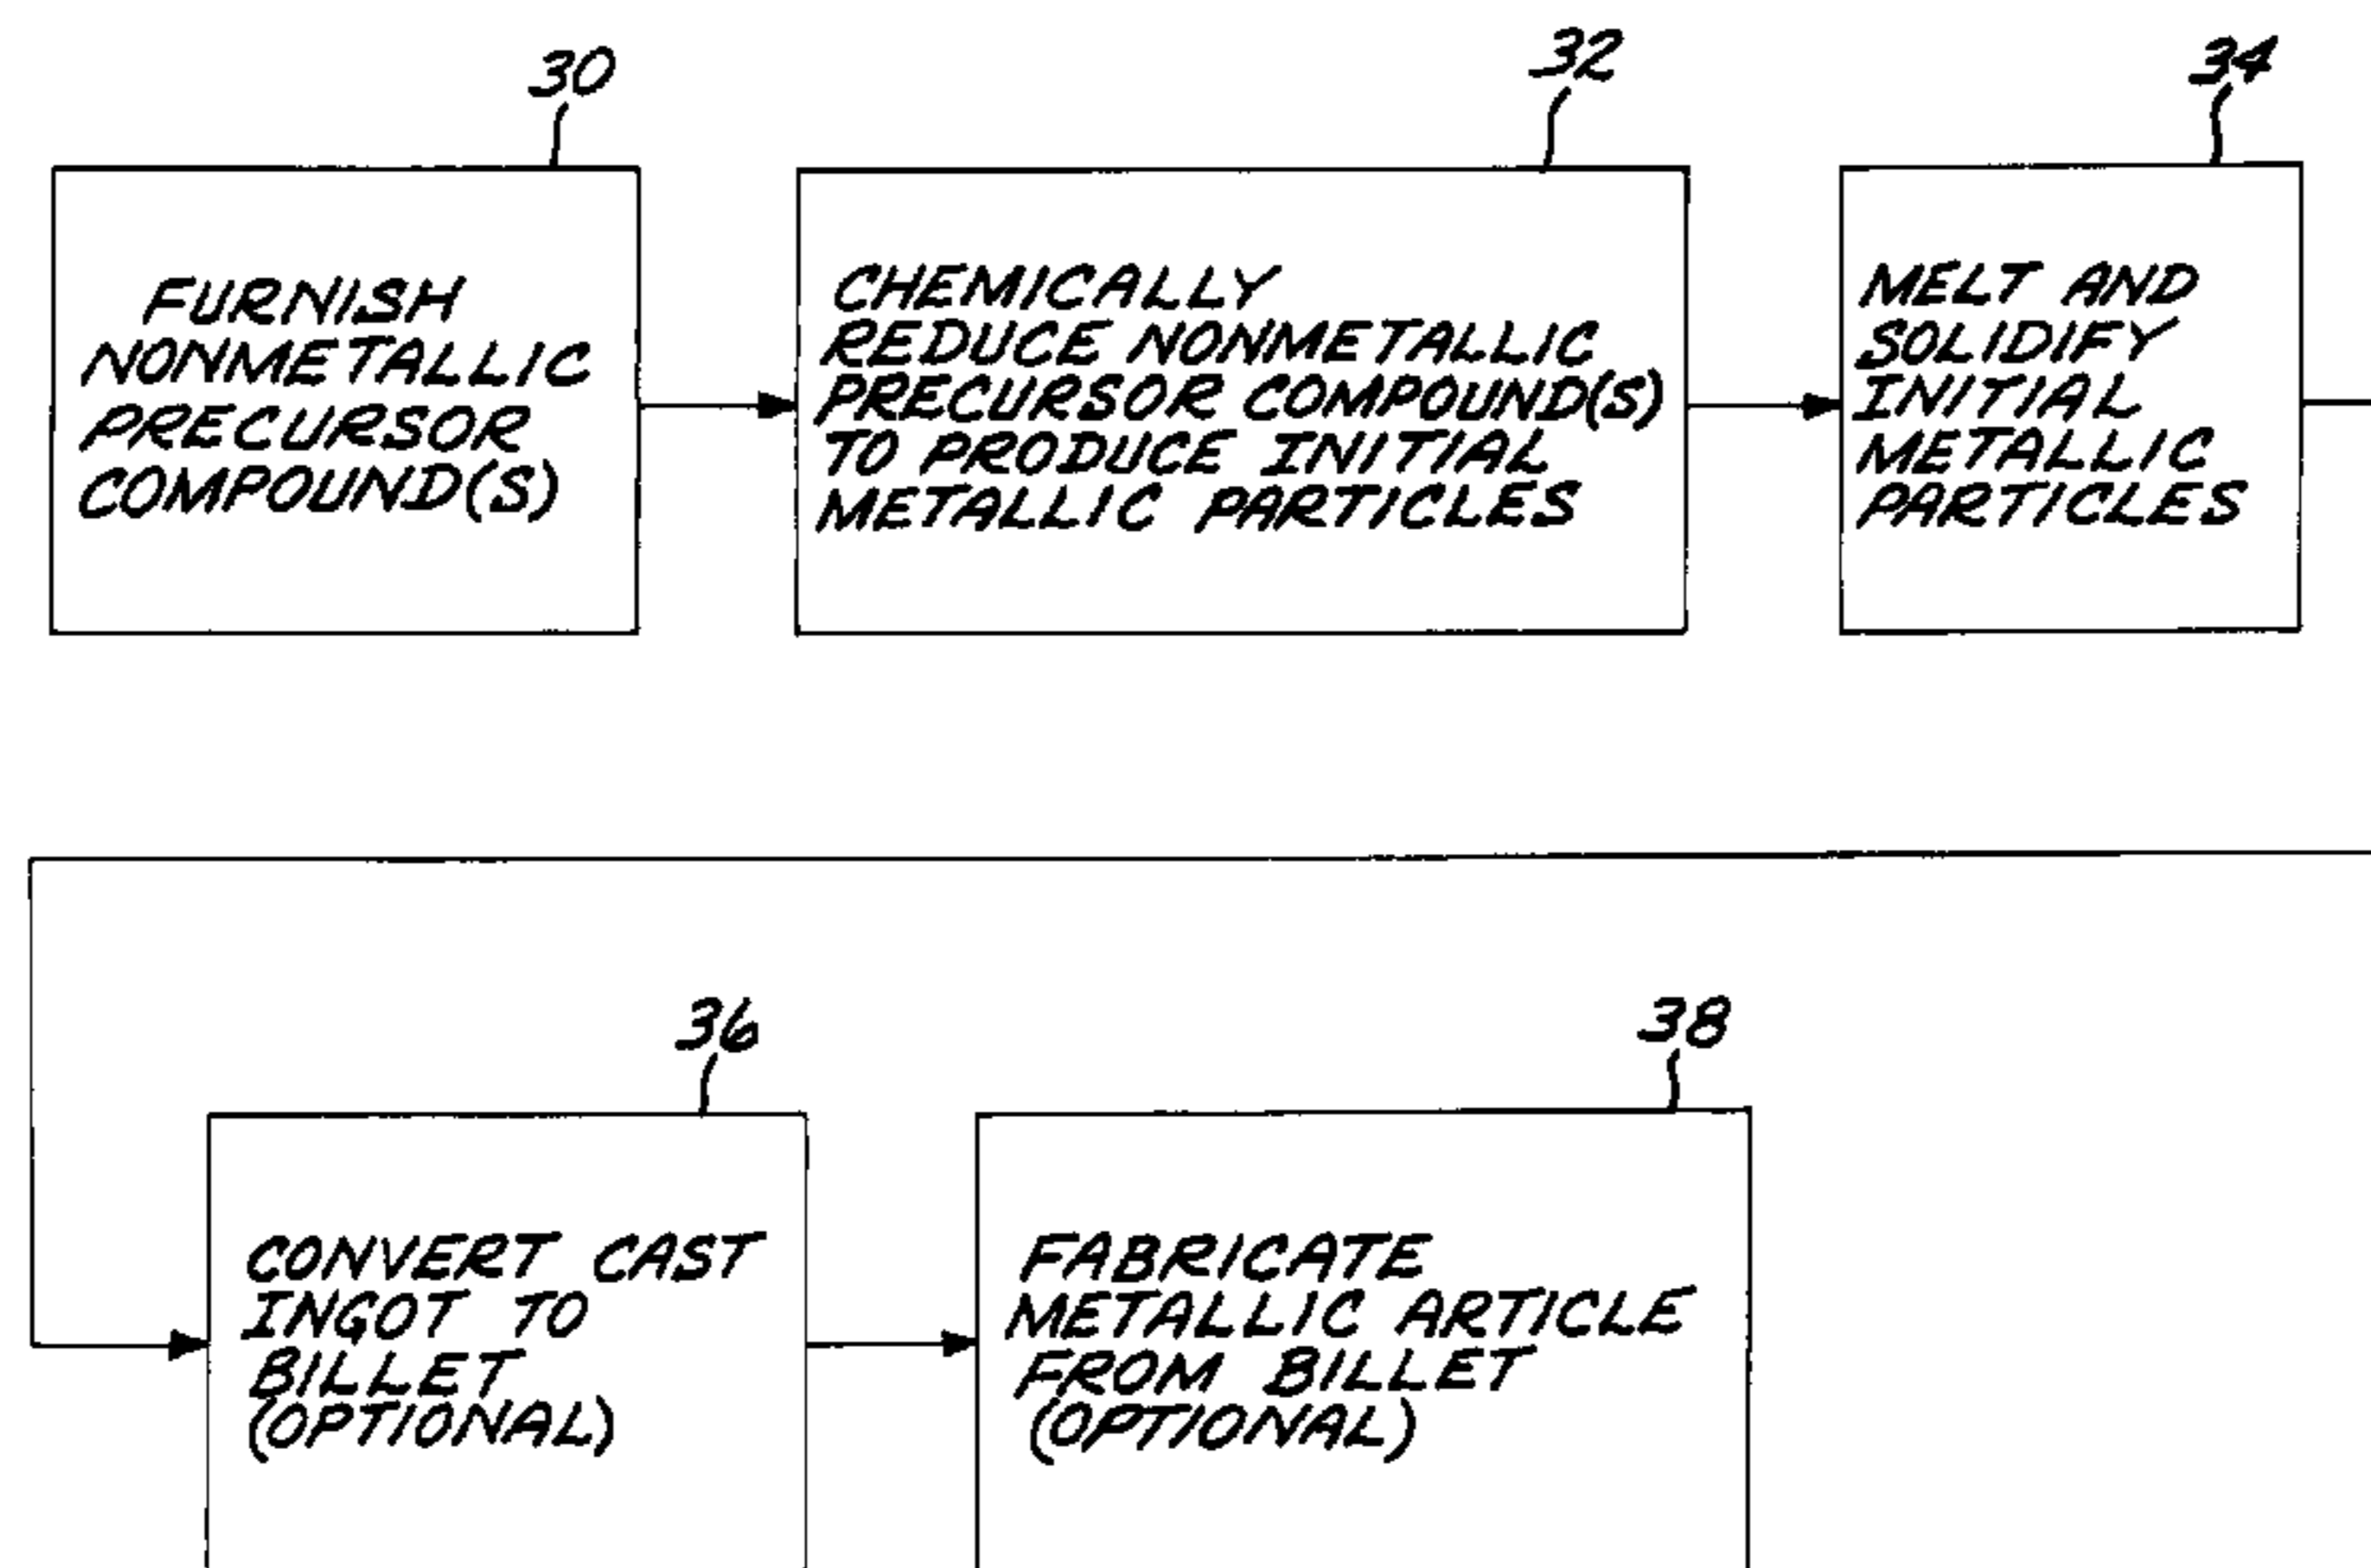 30
FURNISH
NONMETALLIC
PRECURSOR
COMPOUND(S)
32
CHEMICALLY
REDUCE NONMETALLIC
PRECURSOR COMPOUND(S)
TO PRODUCE INITIAL
METALLIC PARTICLES
34
MELT AND
SOLIDIFY
INITIAL
METALLIC
PARTICLES
36
CONVERT CAST
INGOT TO
BILLET
(OPTIONAL)
38
FABRICATE
METALLIC ARTICLE
FROM BILLET
(OPTIONAL)